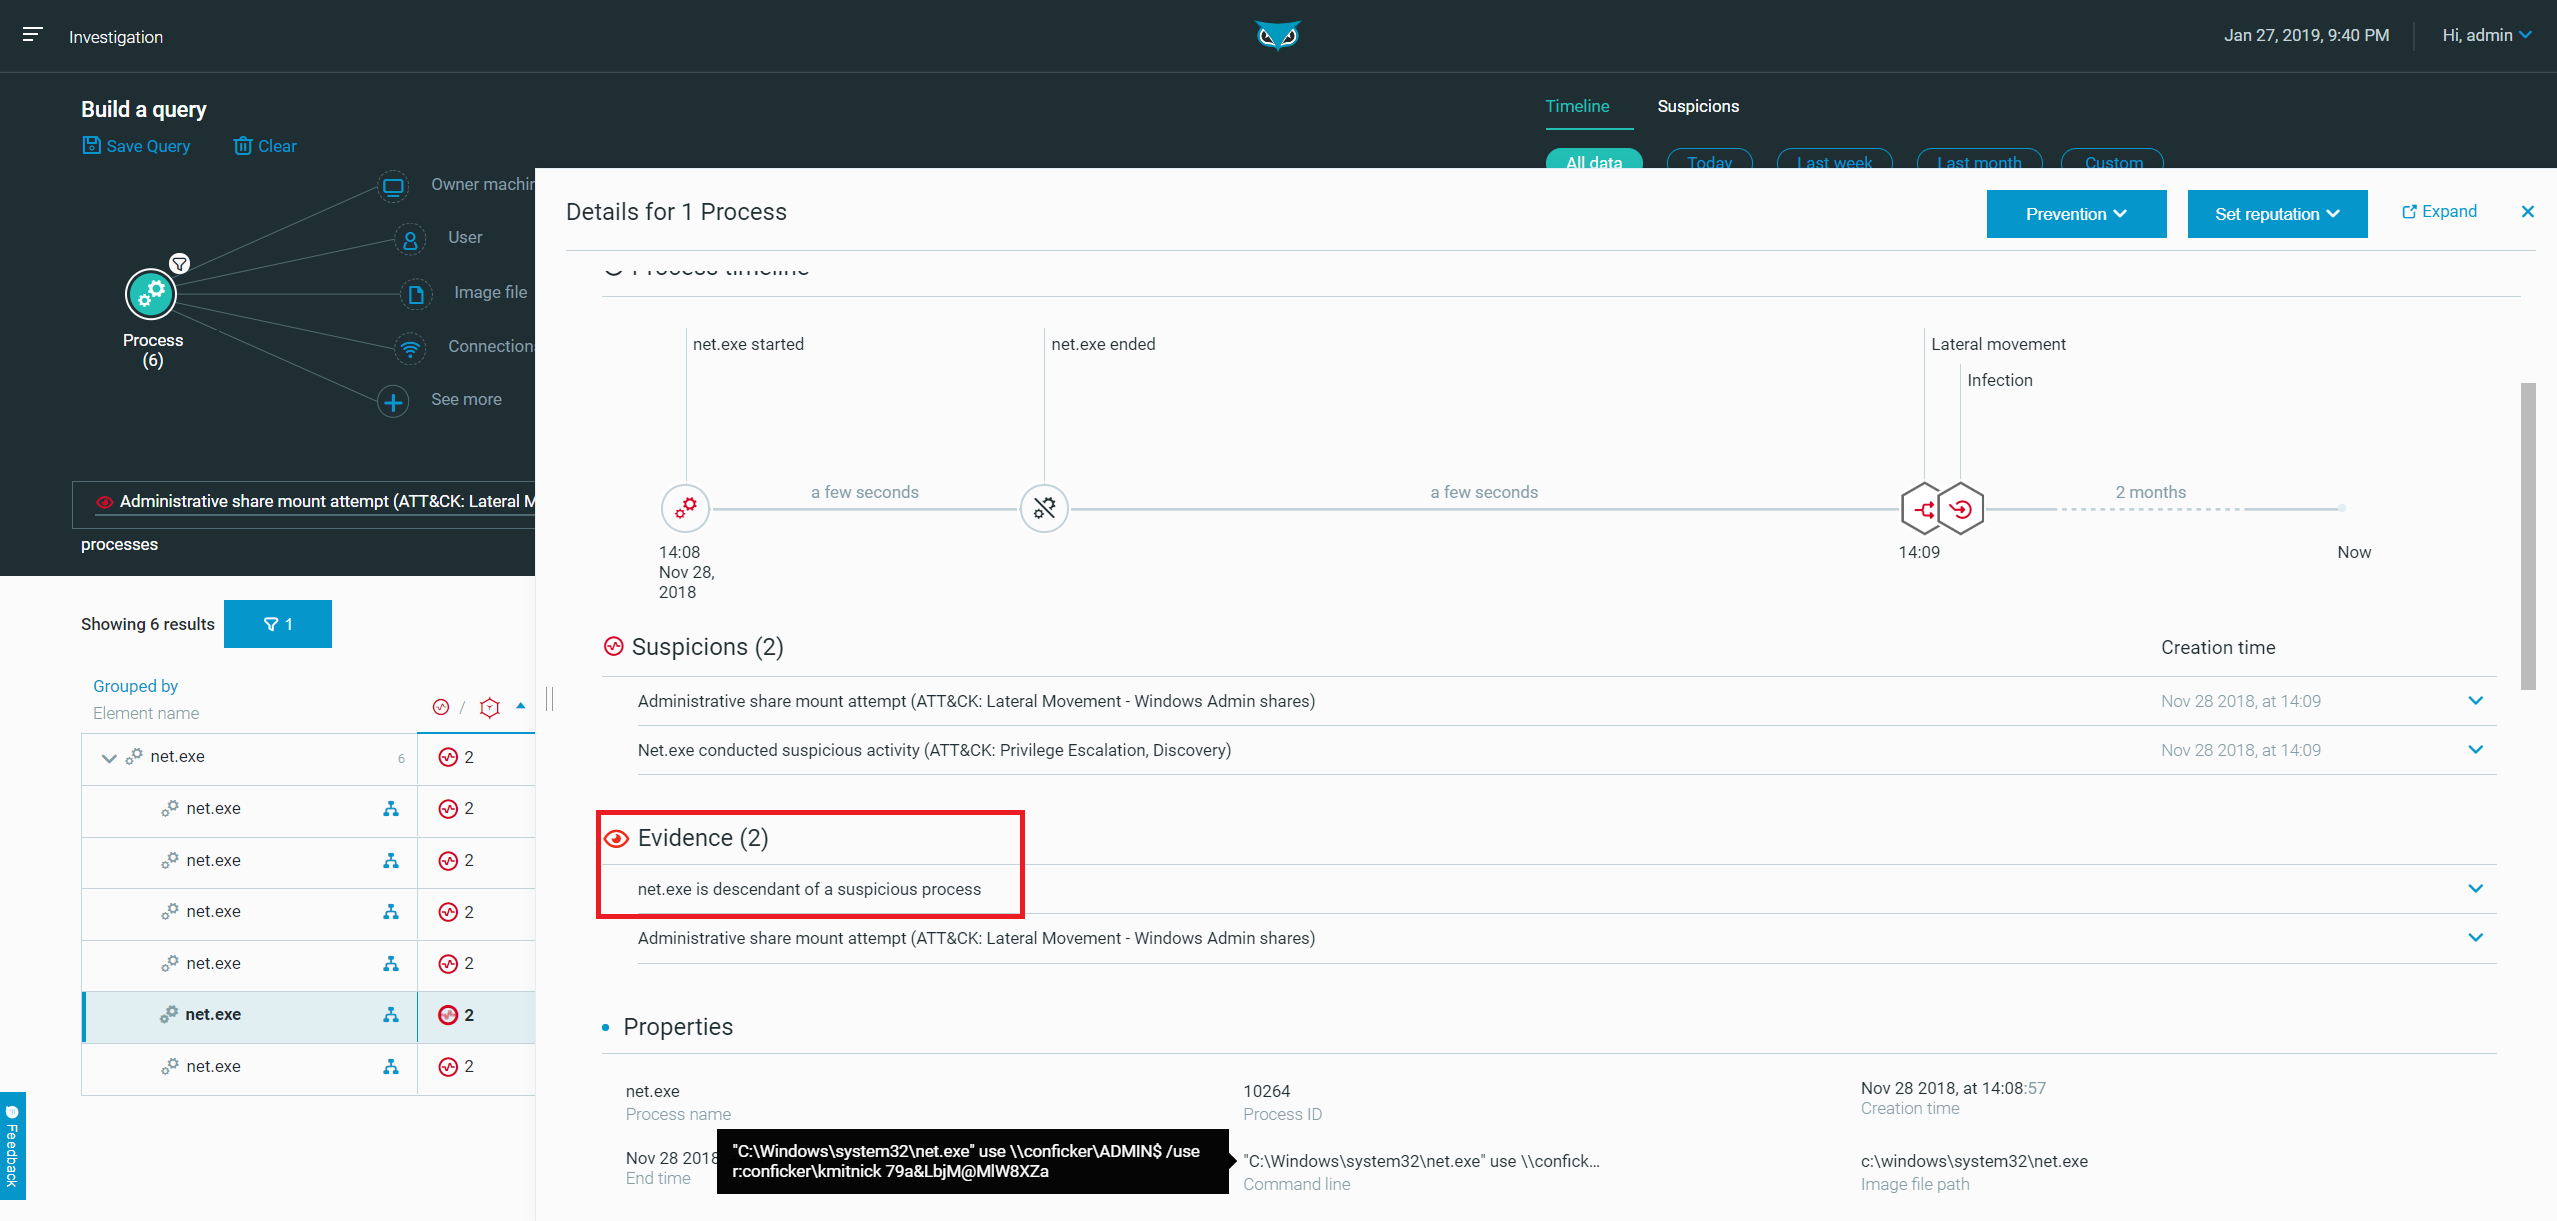 Investigation
Jan 27, 2019, 9:40 PM
Hi, admin
Build a query
Save Query
Clear
Timeline
Suspicions
All data
Today
Last week
Last month
Custom
Owner machin
User
Image file
Connection
See more
Process
(6)
Administrative share mount attempt (ATT&CK: Lateral M
processes
Showing 6 results
1
Grouped by
Element name
/
net.exe 6 2
net.exe 2
net.exe 2
net.exe 2
net.exe 2
net.exe 2
net.exe 2
Feedback
Details for 1 Process
Prevention
Set reputation
Expand
Process timeline
net.exe started
net.exe ended
Lateral movement
Infection
a few seconds
a few seconds
2 months
14:08
Nov 28,
2018
14:09
Now
Suspicions (2)
Creation time
Administrative share mount attempt (ATT&CK: Lateral Movement - Windows Admin shares)
Nov 28 2018, at 14:09
Net.exe conducted suspicious activity (ATT&CK: Privilege Escalation, Discovery)
Nov 28 2018, at 14:09
Evidence (2)
net.exe is descendant of a suspicious process
Administrative share mount attempt (ATT&CK: Lateral Movement - Windows Admin shares)
Properties
net.exe
Process name
10264
Process ID
Nov 28 2018, at 14:08:57
Creation time
Nov 28 2018
End time
"C:\Windows\system32\net.exe" use \\conficker\ADMIN$ /use
r:conficker\kmitnick 79a&LbjM@MlW8XZa
"C:\Windows\system32\net.exe" use \\confick...
Command line
c:\windows\system32\net.exe
Image file path